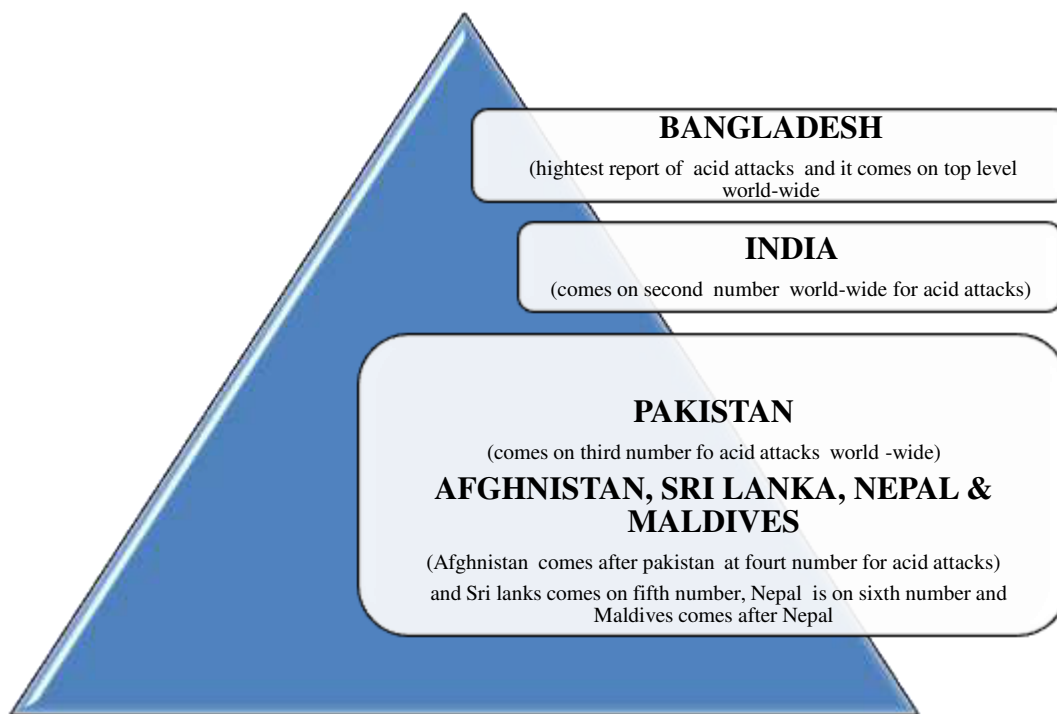 BANGLADESH
(hightest report of acid attacks and it comes on top level
world-wide
INDIA
(comes on second number world-wide for acid attacks)
PAKISTAN
(comes on third number fo acid attacks world -wide)
AFGHNISTAN, SRI LANKA, NEPAL &
MALDIVES
(Afghnistan comes after pakistan at fourt number for acid attacks)
and Sri lanks comes on fifth number, Nepal is on sixth number and
Maldives comes after Nepal